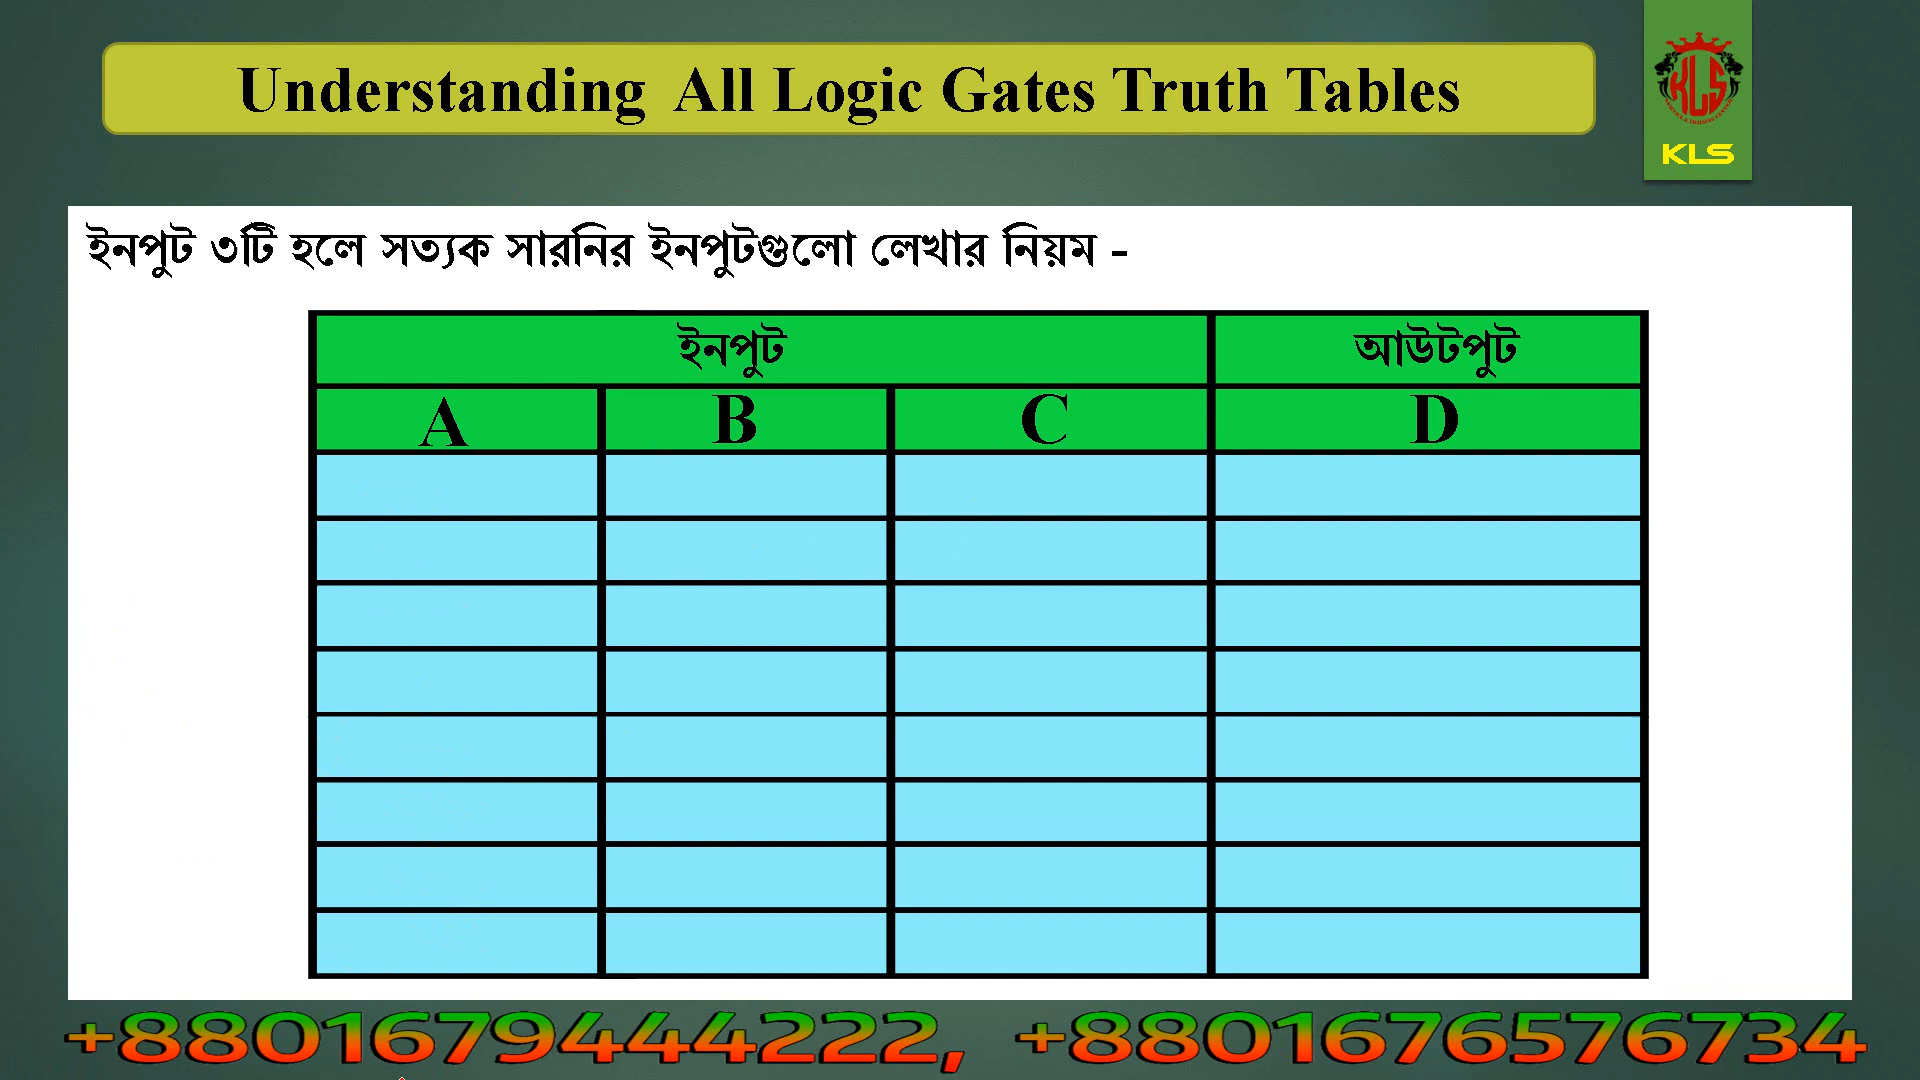 Understanding All Logic Gates Truth Tables
KLS
KLS
ইনপুট ৩টি হলে সত্যক সারনির ইনপুটগুলো লেখার নিয়ম -
ইনপুট আউটপুট
A B C D
+8801679444222, +8801676576734